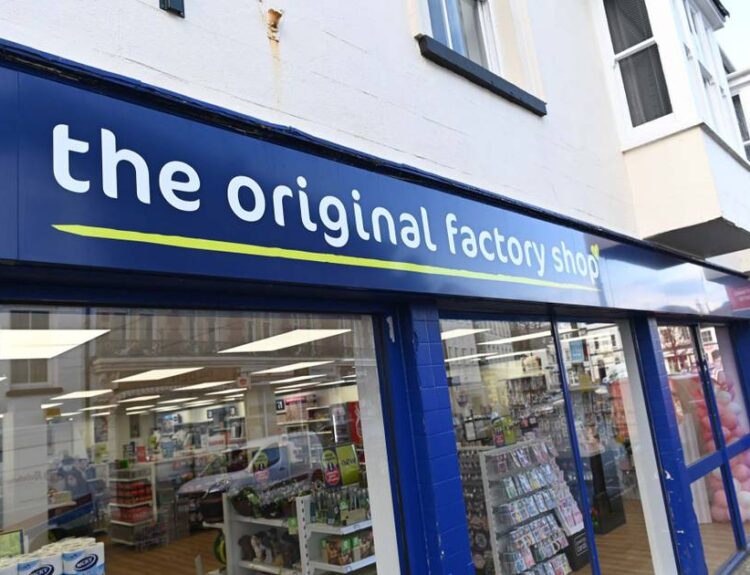 the original factory shop